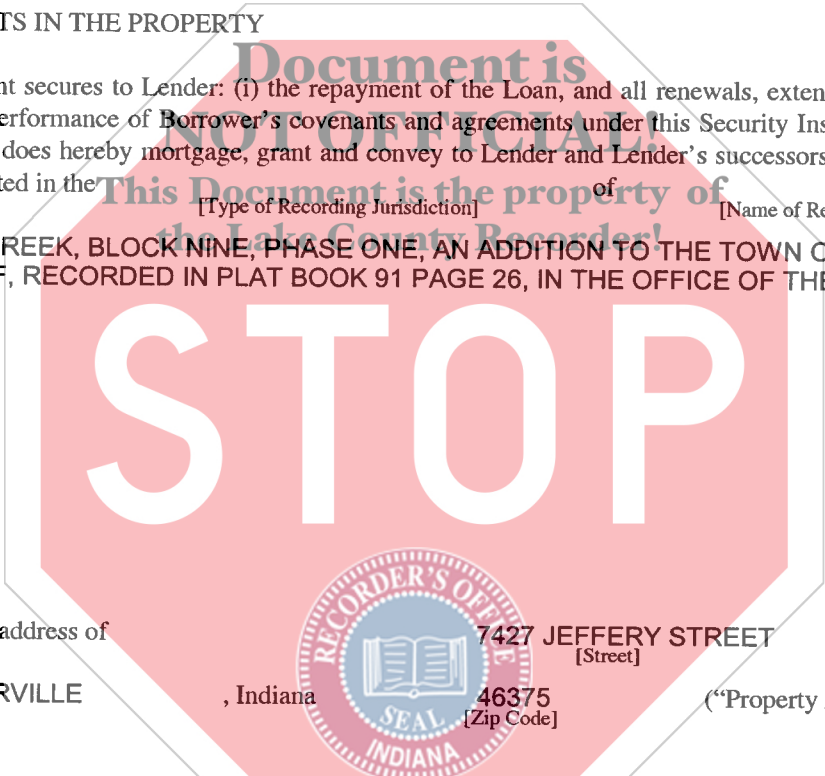 TS IN THE PROPERTY
Document is
nt secures to Lender: (i) the repayment of the Loan, and all renewals, exten
NOT OFFICIAL!
erformance of Borrower's covenants and agreements under this Security Ins
does hereby mortgage, grant and convey to Lender and Lender's successors
ted in the of
This Document is the property of
[Type of Recording Jurisdiction] [Name of Re
the Lake County Recorder!
REEK, BLOCK NINE, PHASE ONE, AN ADDITION TO THE TOWN O
F, RECORDED IN PLAT BOOK 91 PAGE 26, IN THE OFFICE OF THE
STOP
RECORDER'S OFFICE
SEAL
INDIANA
address of 7427 JEFFERY STREET
[Street]
RVILLE , Indiana 46375 ("Property
[Zip Code]